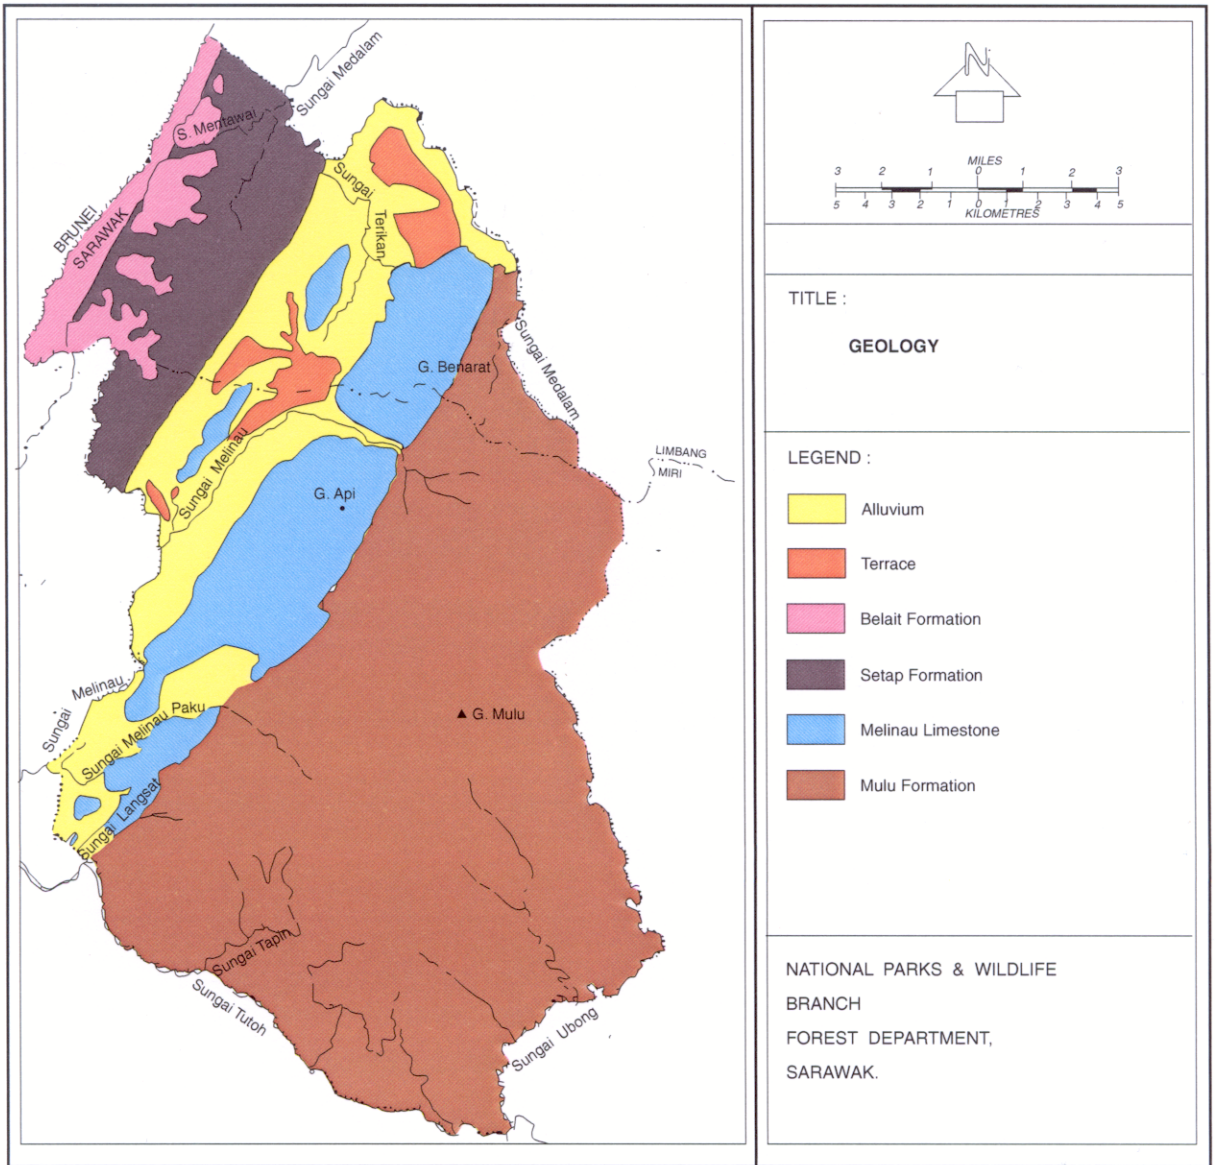 Sungai Medalam
S. Mentawai
BRUNEI
SARAWAK
Sungai
Terikan
Sungai Medalam
G. Benarat
LIMBANG
MIRI
Sungai Melinau
G. Api
Sungai Melinau
Sungai Melinau Paku
G. Mulu
Sungai Langsat
Sungai Tapin
Sungai Tutoh
Sungai Ubong
N
MILES
3 2 1 0 1 2 3
5 4 3 2 1 0 1 2 3 4 5
KILOMETRES
TITLE :
GEOLOGY
LEGEND :
Alluvium
Terrace
Belait Formation
Setap Formation
Melinau Limestone
Mulu Formation
NATIONAL PARKS & WILDLIFE
BRANCH
FOREST DEPARTMENT,
SARAWAK.